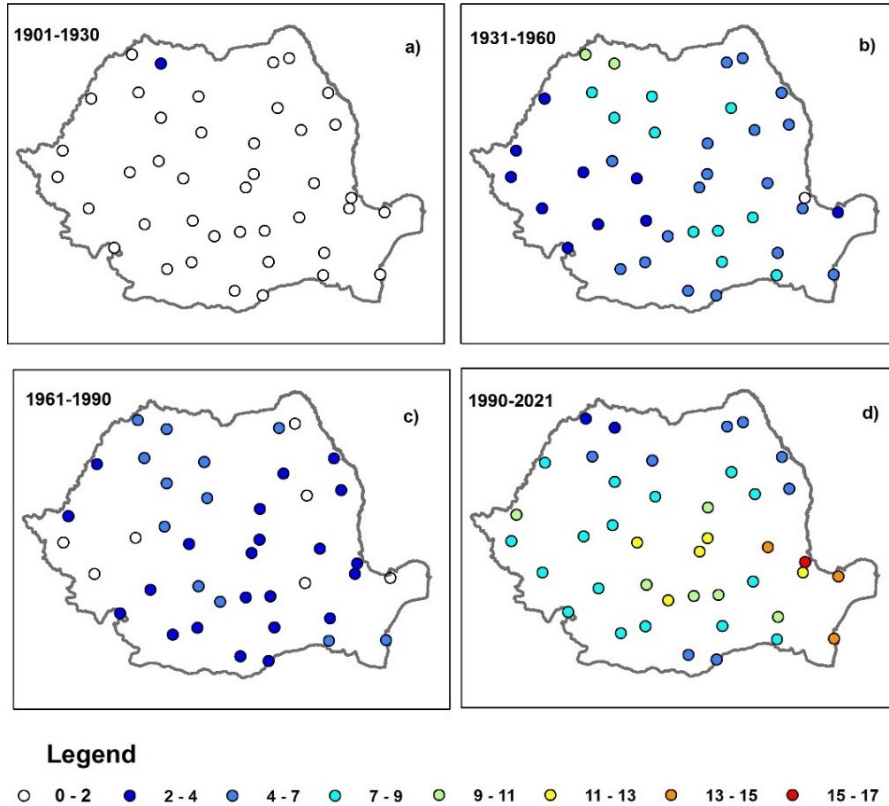 1901-1930
a)
1931-1960
b)
1961-1990
c)
1990-2021
d)
Legend
0 - 2 2 - 4 4 - 7 7 - 9 9 - 11 11 - 13 13 - 15 15 - 17